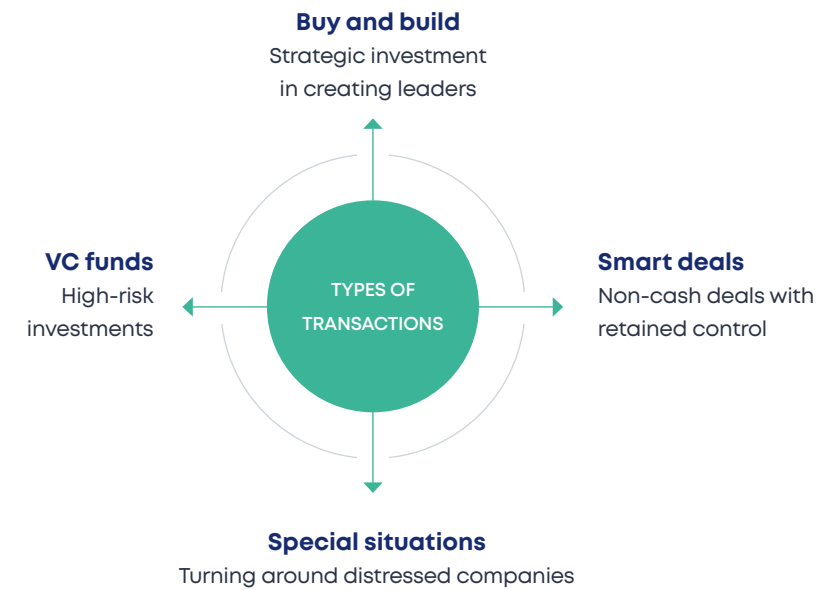 Buy and build
Strategic investment
in creating leaders
VC funds
High-risk
investments
TYPES OF
TRANSACTIONS
Smart deals
Non-cash deals with
retained control
Special situations
Turning around distressed companies